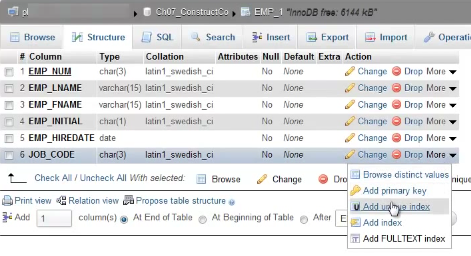 pl Ch07_ConstructCo EMP_1 "InnoDB free: 6144 kB"
Browse Structure SQL Search Insert Export Import Operatio
# Column Type Collation Attributes Null Default Extra Action
1 EMP_NUM char(3) latin1_swedish_ci No None Change Drop More
2 EMP_LNAME varchar(15) latin1_swedish_ci No None Change Drop More
3 EMP_FNAME varchar(15) latin1_swedish_ci No None Change Drop More
4 EMP_INITIAL char(1) latin1_swedish_ci No None Change Drop More
5 EMP_HIREDATE date No None Change Drop More
6 JOB_CODE char(3) latin1_swedish_ci No None Change Drop More
Check All / Uncheck All With selected: Browse Change Dro
Browse distinct values
Add primary key
Add unique index
Add index
Add FULLTEXT index
Print view Relation view Propose table structure
Add 1 column(s) At End of Table At Beginning of Table After E